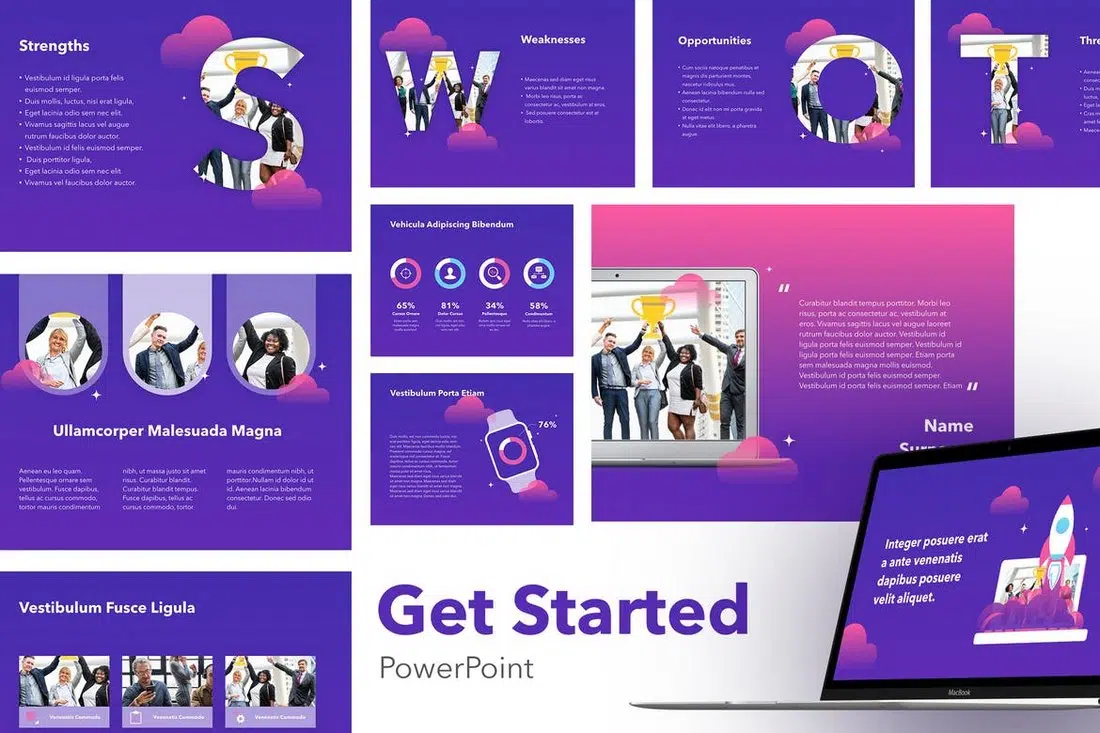 Strengths
• Vestibulum id ligula porta felis
euismod semper.
• Duis mollis, luctus, nisi erat ligula,
• Eget lacinia odio sem nec elit.
• Vivamus sagittis lacus vel augue
rutrum faucibus dolor auctor.
• Vestibulum id felis euismod semper.
• Duis porttitor ligula,
• Eget lacinia odio sem nec elit
• Vivamus vel faucibus dolor auctor.
Weaknesses
• Maecenas sed diam eget risus
varius blandit sit amet non magna.
• Morbi leo risus, porta ac
consectetur ac, vestibulum at eros.
• Sed posuere consectetur est at
lobortis.
Opportunities
• Cum sociis natoque penatibus et
magnis dis parturient montes,
nascetur ridiculus mus.
• Aenean lacinia bibendum nulla sed
consectetur.
• Donec id elit non mi porta gravida
at eget metus.
• Nulla vitae elit libero, a pharetra
augue.
Vehicula Adipiscing Bibendum
65%
81%
34%
58%
Cursus Ornare
Dolor Cursus
Pellentesque
Condimentum
Vestibulum Porta Etiam
76%
“
Curabitur blandit tempus porttitor. Morbi leo
risus, porta ac consectetur ac, vestibulum at
eros. Vivamus sagittis lacus vel augue laoreet
rutrum faucibus dolor auctor. Vestibulum id
ligula porta felis euismod semper. Vestibulum id
ligula porta felis euismod semper. Etiam porta
sem malesuada magna mollis euismod.
Vestibulum id ligula porta felis euismod semper.
Vestibulum id porta felis euismod semper. Etiam ”
Name
Ullamcorper Malesuada Magna
Aenean eu leo quam.
Pellentesque ornare sem
vestibulum. Fusce dapibus,
tellus ac cursus commodo,
tortor mauris condimentum
nibh, ut massa justo sit amet
risus. Curabitur blandit.
Curabitur blandit tempus
Fusce dapibus, tellus ac
cursus commodo, tortor
mauris condimentum nibh, ut
porttitor.Nullam id dolor id ut
id. Aenean lacinia bibendum
consectetur. Donec sed odio
dui.
Vestibulum Fusce Ligula
Venenatis Commodo
Venenatis Commodo
Venenatis Commodo
Get Started
PowerPoint
Integer posuere erat
a ante venenatis
dapibus posuere
velit aliquet.
MacBook